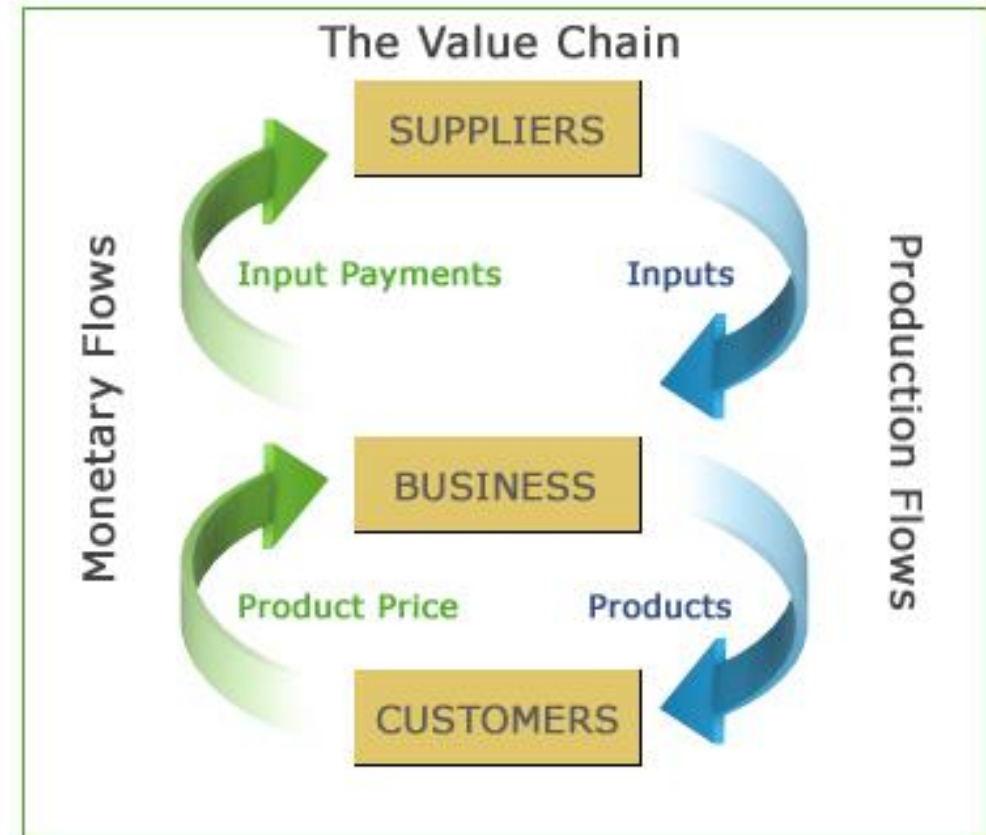 The Value Chain
SUPPLIERS
Input Payments
Inputs
Monetary Flows
Production Flows
BUSINESS
Product Price
Products
CUSTOMERS